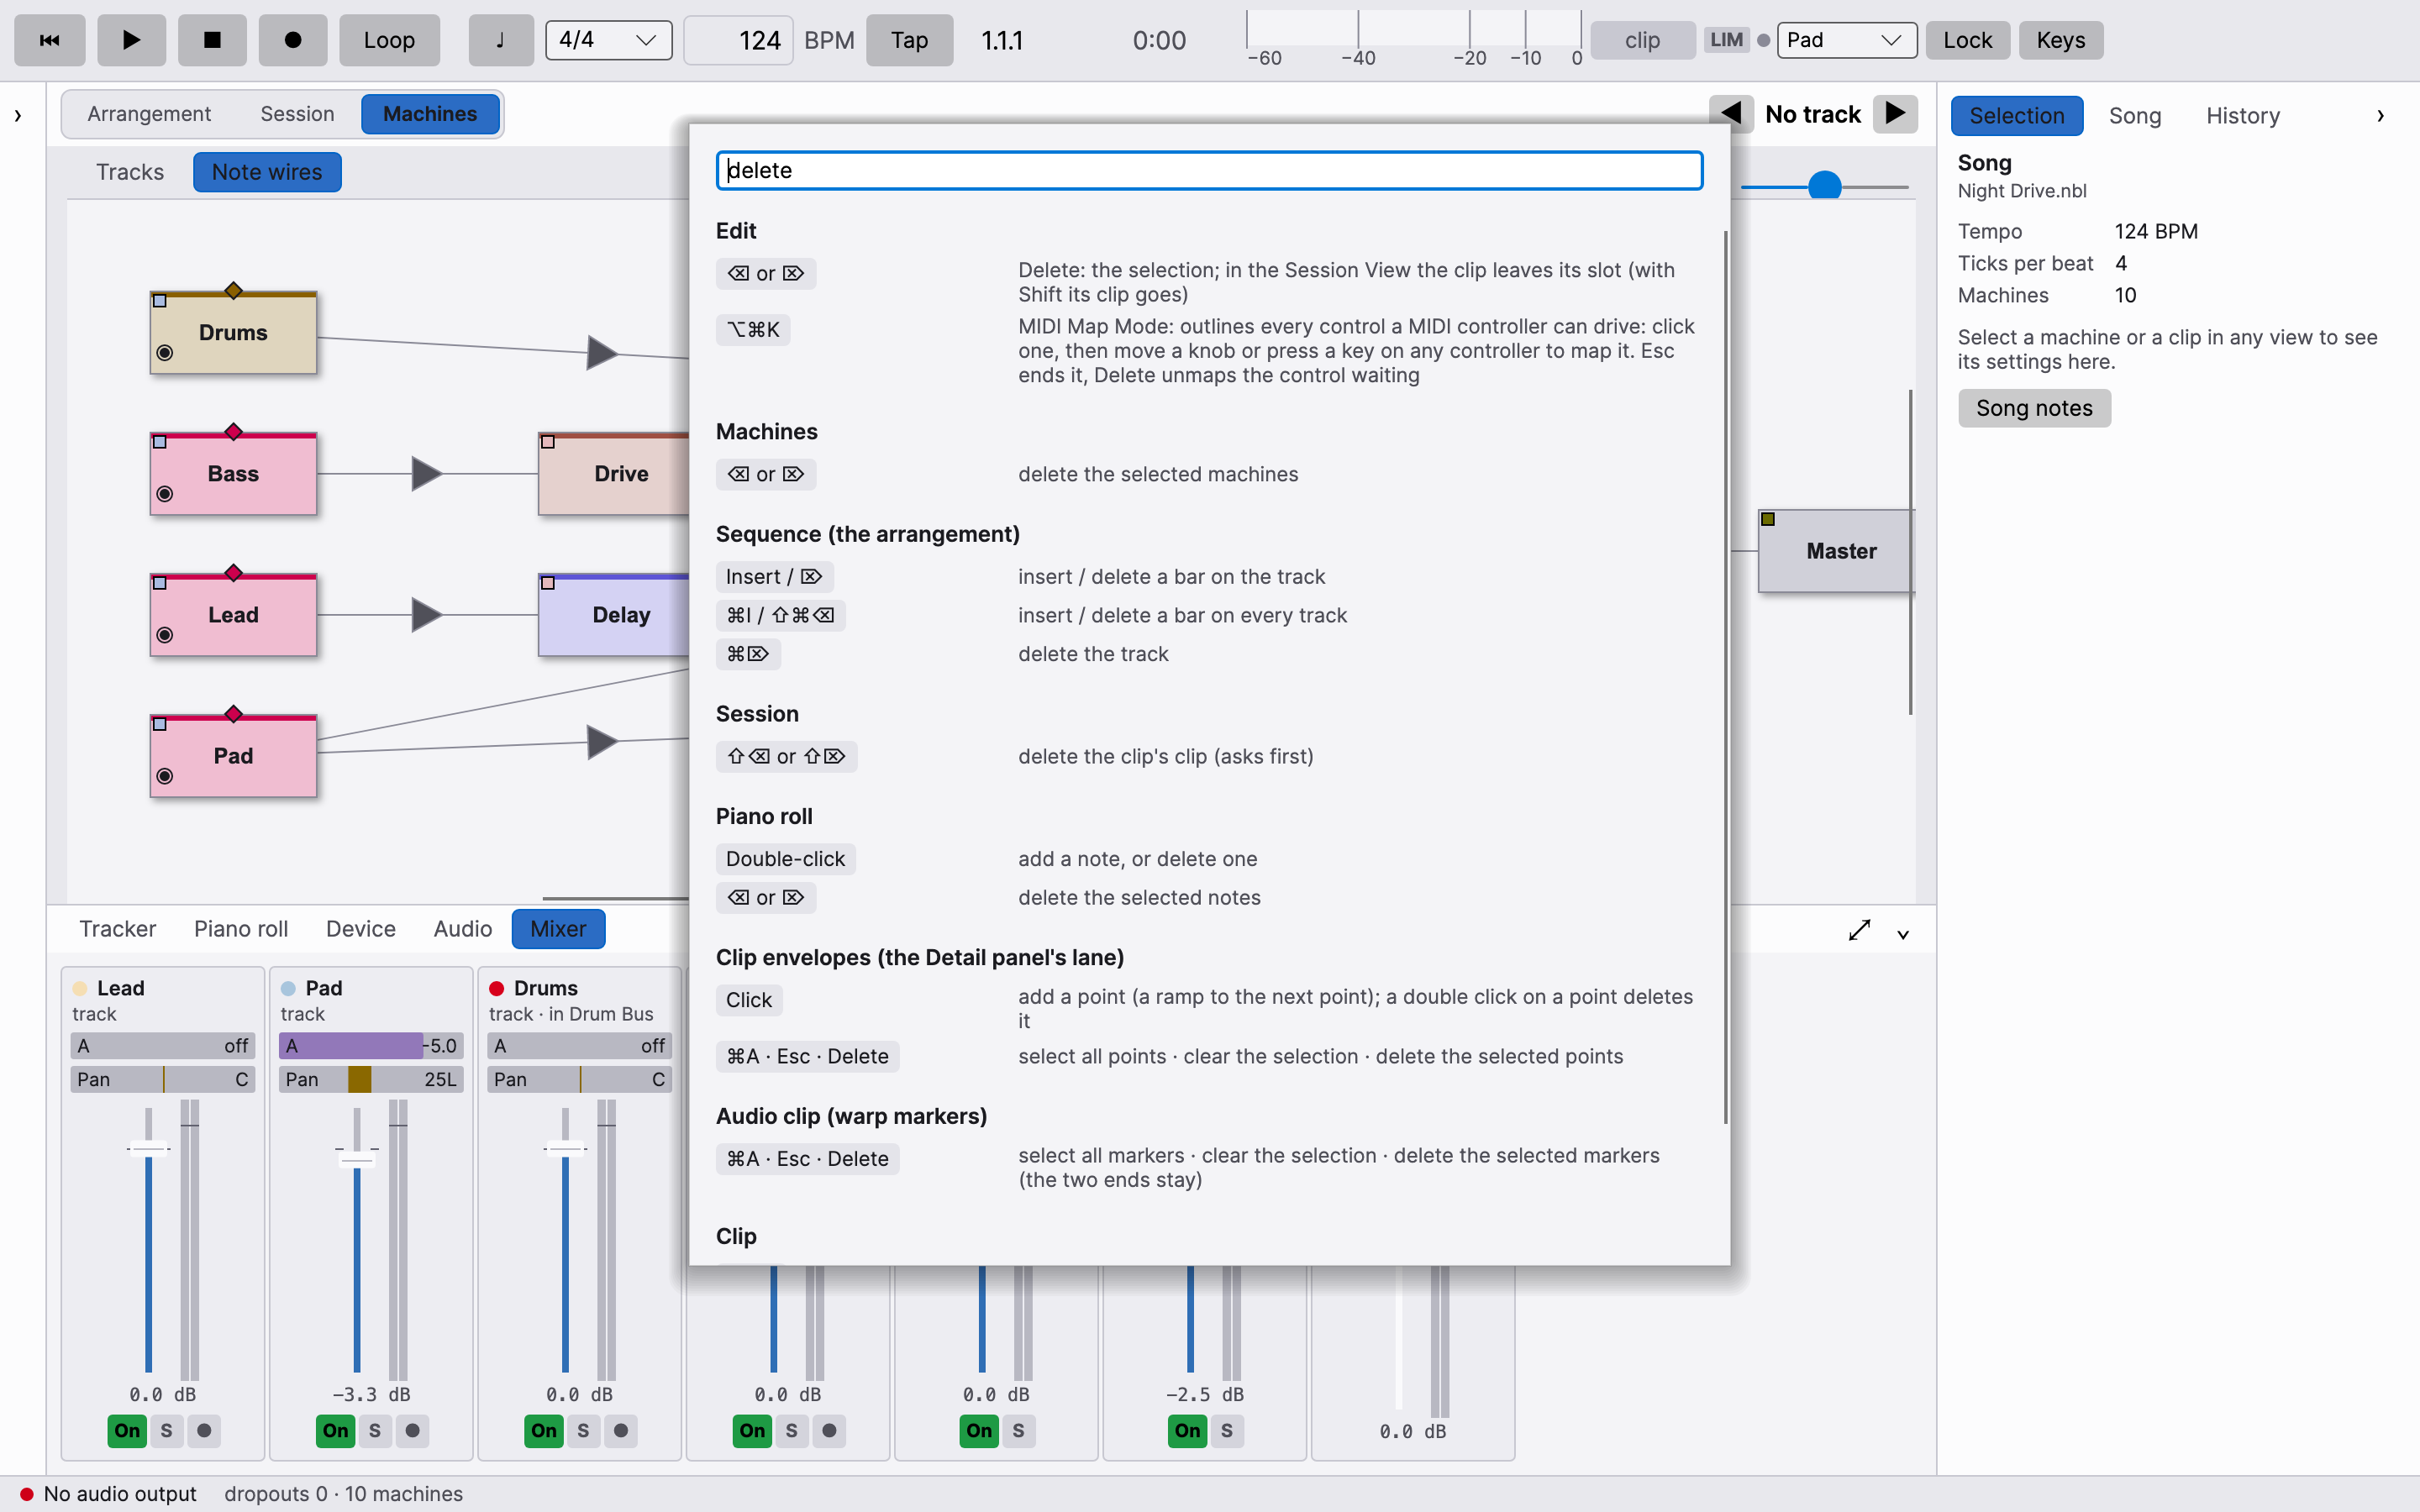 Loop
4/4
124 BPM
Tap
1.1.1
0:00
−60 −40 −20 −10 0
clip
LIM
Pad
Lock
Keys
Arrangement Session Machines
No track
Selection Song History
Tracks Note wires
Song
Night Drive.nbl
Tempo 124 BPM
Ticks per beat 4
Machines 10
Select a machine or a clip in any view to see
its settings here.
Song notes
Drums
Bass
Drive
Lead
Delay
Pad
Master
delete
Edit
⌫ or ⌦ Delete: the selection; in the Session View the clip leaves its slot (with
Shift its clip goes)
⌥⌘K MIDI Map Mode: outlines every control a MIDI controller can drive: click
one, then move a knob or press a key on any controller to map it. Esc
ends it, Delete unmaps the control waiting
Machines
⌫ or ⌦ delete the selected machines
Sequence (the arrangement)
Insert / ⌦ insert / delete a bar on the track
⌘I / ⇧⌘⌫ insert / delete a bar on every track
⌘⌦ delete the track
Session
⇧⌫ or ⇧⌦ delete the clip's clip (asks first)
Piano roll
Double-click add a note, or delete one
⌫ or ⌦ delete the selected notes
Clip envelopes (the Detail panel's lane)
Click add a point (a ramp to the next point); a double click on a point deletes
it
⌘A · Esc · Delete select all points · clear the selection · delete the selected points
Audio clip (warp markers)
⌘A · Esc · Delete select all markers · clear the selection · delete the selected markers
(the two ends stay)
Clip
Tracker Piano roll Device Audio Mixer
Lead
track
A off
Pan C
0.0 dB
On S
Pad
track
A -5.0
Pan 25L
−3.3 dB
On S
Drums
track · in Drum Bus
A off
Pan C
0.0 dB
On S
0.0 dB
On S
0.0 dB
On S
−2.5 dB
On S
0.0 dB
No audio output dropouts 0 · 10 machines